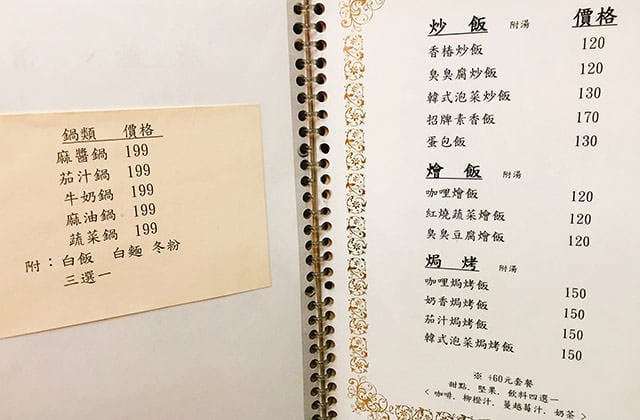 鍋類 價格
麻醬鍋 199
茄汁鍋 199
牛奶鍋 199
麻油鍋 199
蔬菜鍋 199
附：白飯 白麵 冬粉
三選一
炒 飯 附湯 價格
香椿炒飯 120
臭臭腐炒飯 120
韓式泡菜炒飯 130
招牌素香飯 170
蛋包飯 130
燴 飯 附湯
咖哩燴飯 120
紅燒蔬菜燴飯 120
臭臭豆腐燴飯 120
焗 烤 附湯
咖哩焗烤飯 150
奶香焗烤飯 150
茄汁焗烤飯 150
韓式泡菜焗烤飯 150
※ +60元套餐
甜點．堅果．飲料四選一
< 咖啡．柳橙汁．蔓越莓汁．奶茶 >